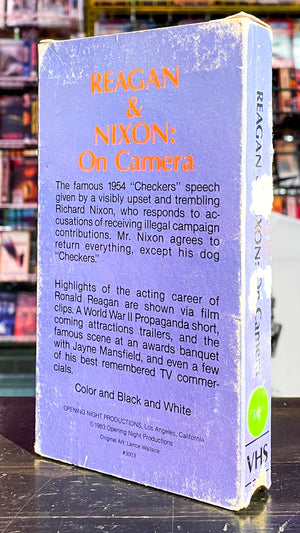 REAGAN
&
NIXON:
On Camera
The famous 1954 "Checkers" speech
given by a visibly upset and trembling
Richard Nixon, who responds to ac-
cusations of receiving illegal campaign
contributions. Mr. Nixon agrees to
return everything, except his dog
"Checkers."
Highlights of the acting career of
Ronald Reagan are shown via film
clips. A World War II Propaganda short,
coming attractions trailers, and the
famous scene at an awards banquet
with Jayne Mansfield, and even a few
of his best remembered TV commer-
cials.
Color and Black and White
OPENING NIGHT PRODUCTIONS, Los Angeles, California
©1983 Opening Night Productions
Original Art: Lance Wallace
#3003
REAGAN NIXON: On Camera
VHS